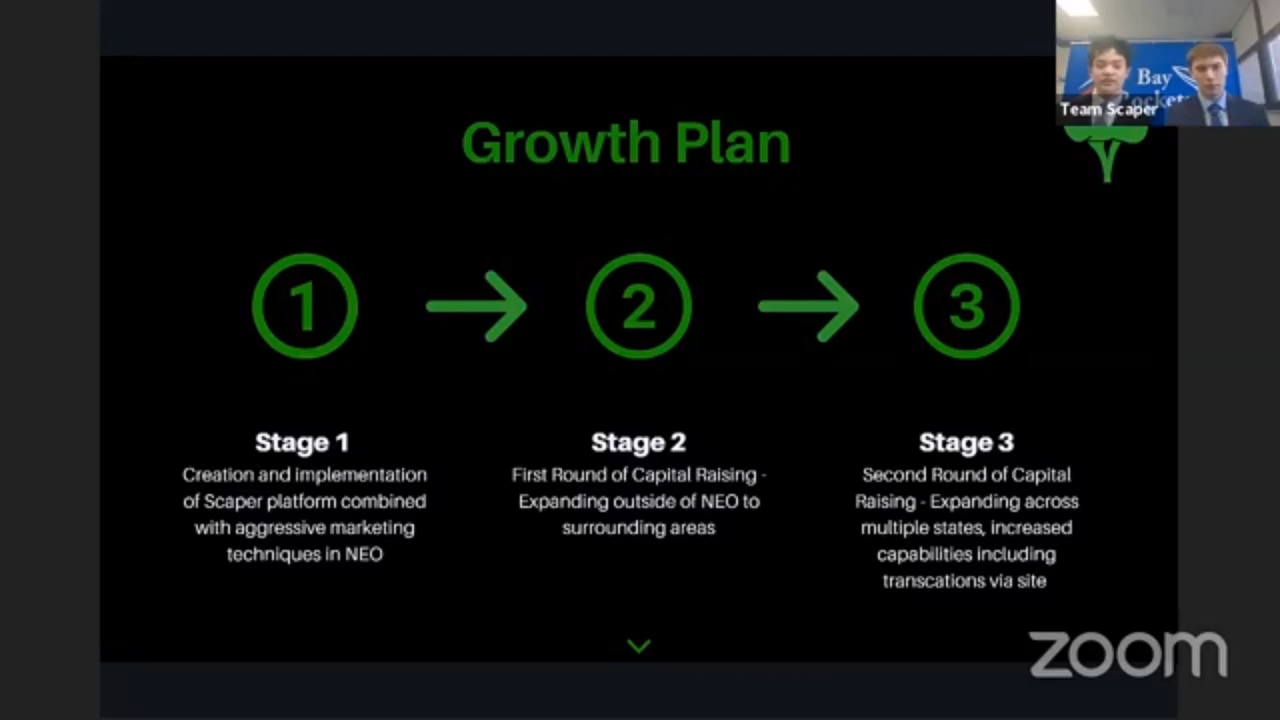 Bay
Rockets
Team Scaper
Growth Plan
1
2
3
Stage 1
Creation and implementation
of Scaper platform combined
with aggressive marketing
techniques in NEO
Stage 2
First Round of Capital Raising -
Expanding outside of NEO to
surrounding areas
Stage 3
Second Round of Capital
Raising - Expanding across
multiple states, increased
capabilities including
transcations via site
zoom